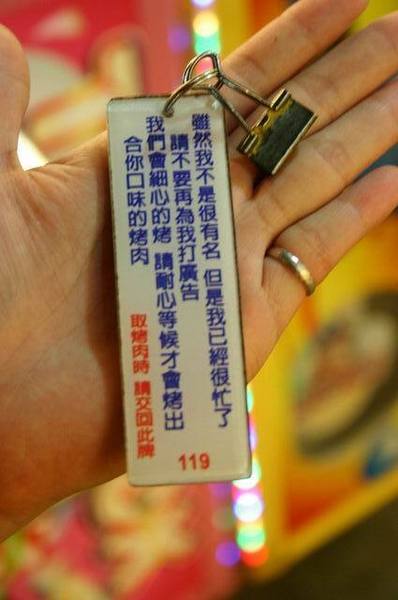 雖然我不是很有名 但是我已經很忙了
請不要再為我打廣告
我們會細心的烤 請耐心等候才會烤出
合你口味的烤肉
取烤肉時 請交回此牌
119